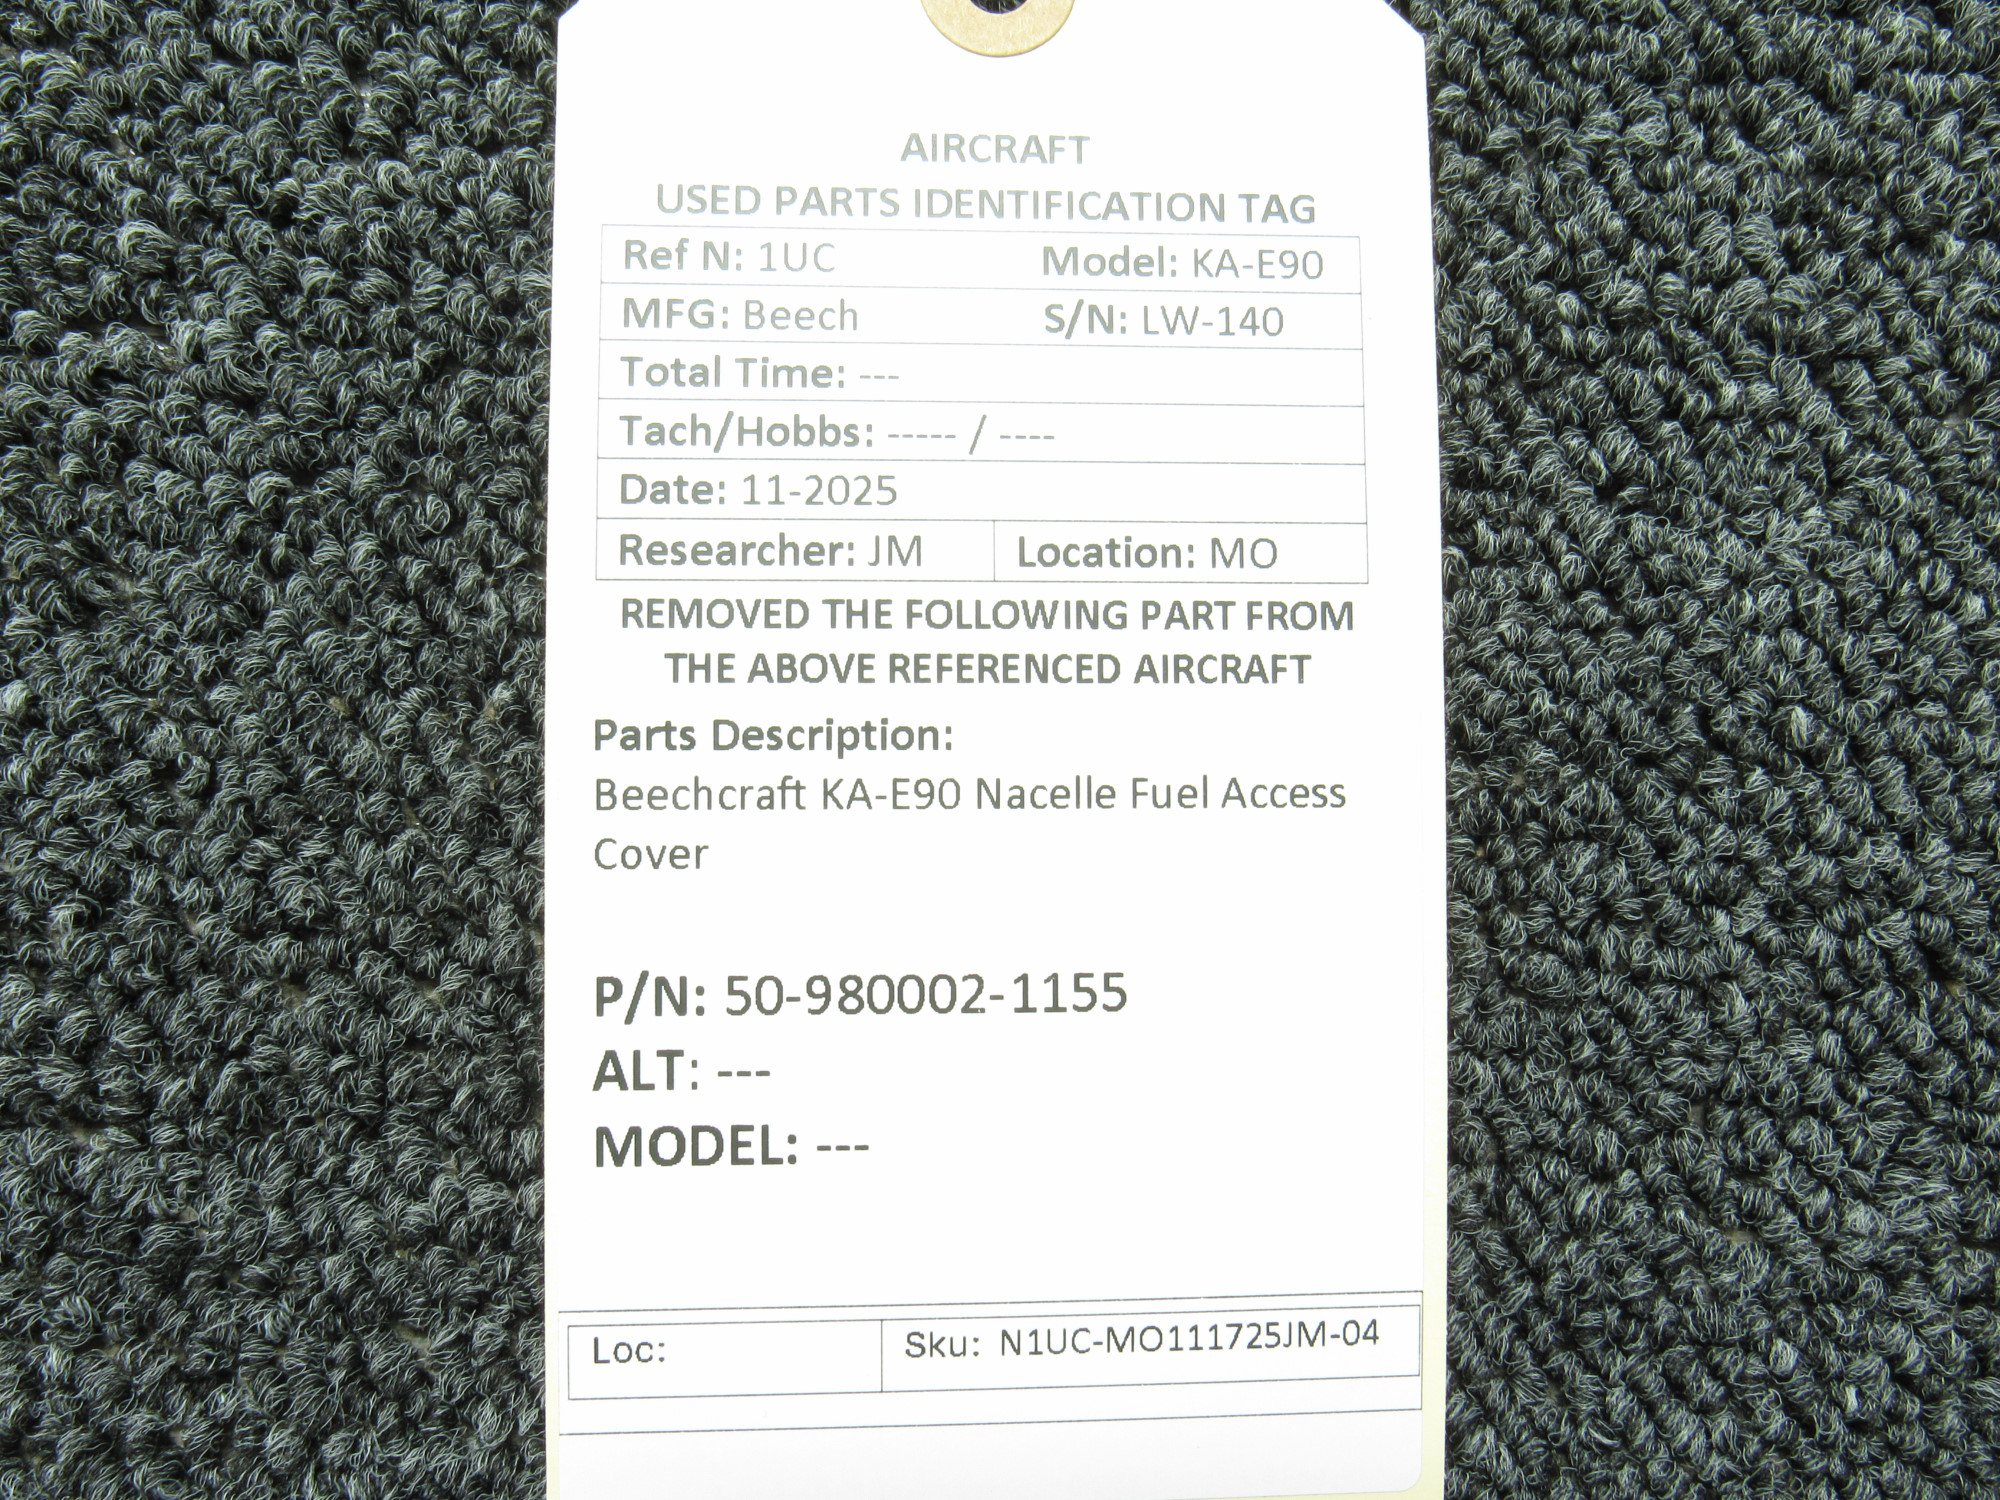 AIRCRAFT
USED PARTS IDENTIFICATION TAG
Ref N: 1UC Model: KA-E90
MFG: Beech S/N: LW-140
Total Time: ---
Tach/Hobbs: ----- / ----
Date: 11-2025
Researcher: JM Location: MO
REMOVED THE FOLLOWING PART FROM
THE ABOVE REFERENCED AIRCRAFT
Parts Description:
Beechcraft KA-E90 Nacelle Fuel Access
Cover
P/N: 50-980002-1155
ALT: ---
MODEL: ---
Loc: Sku: N1UC-MO111725JM-04